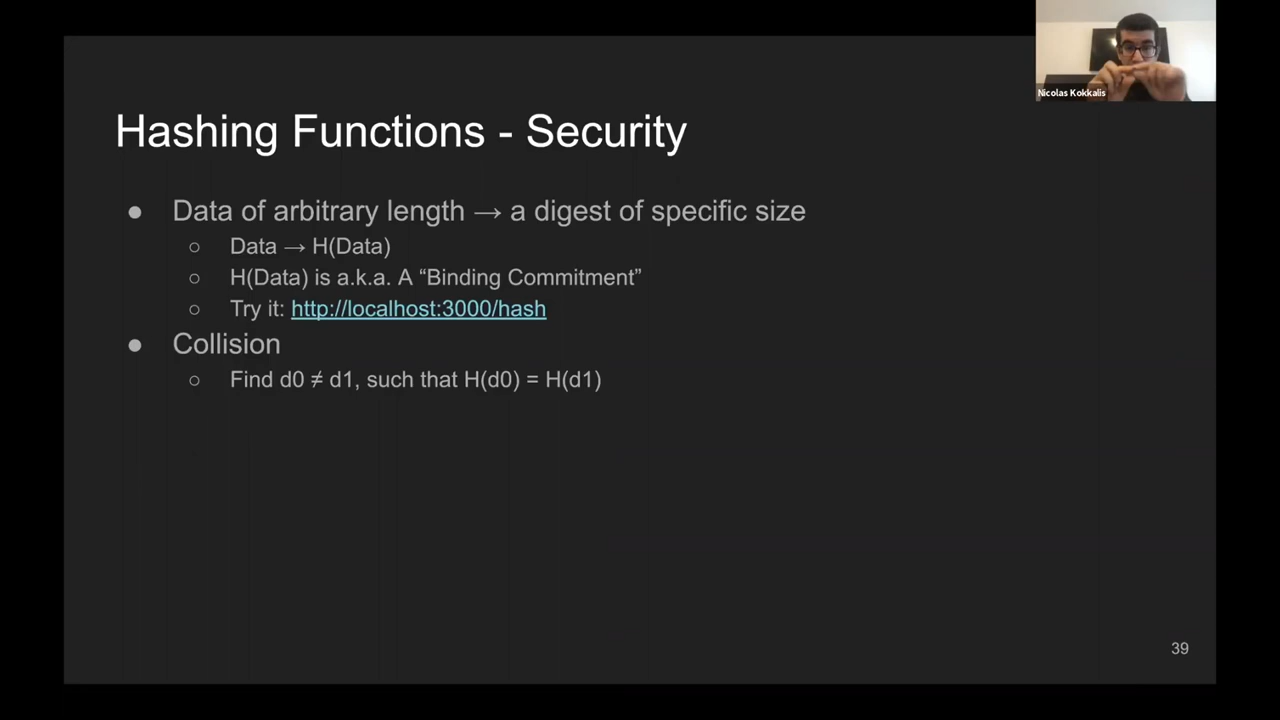 Nicolas Kokkalis
Hashing Functions - Security
● Data of arbitrary length → a digest of specific size
○ Data → H(Data)
○ H(Data) is a.k.a. A “Binding Commitment”
○ Try it: http://localhost:3000/hash
● Collision
○ Find d0 ≠ d1, such that H(d0) = H(d1)
39